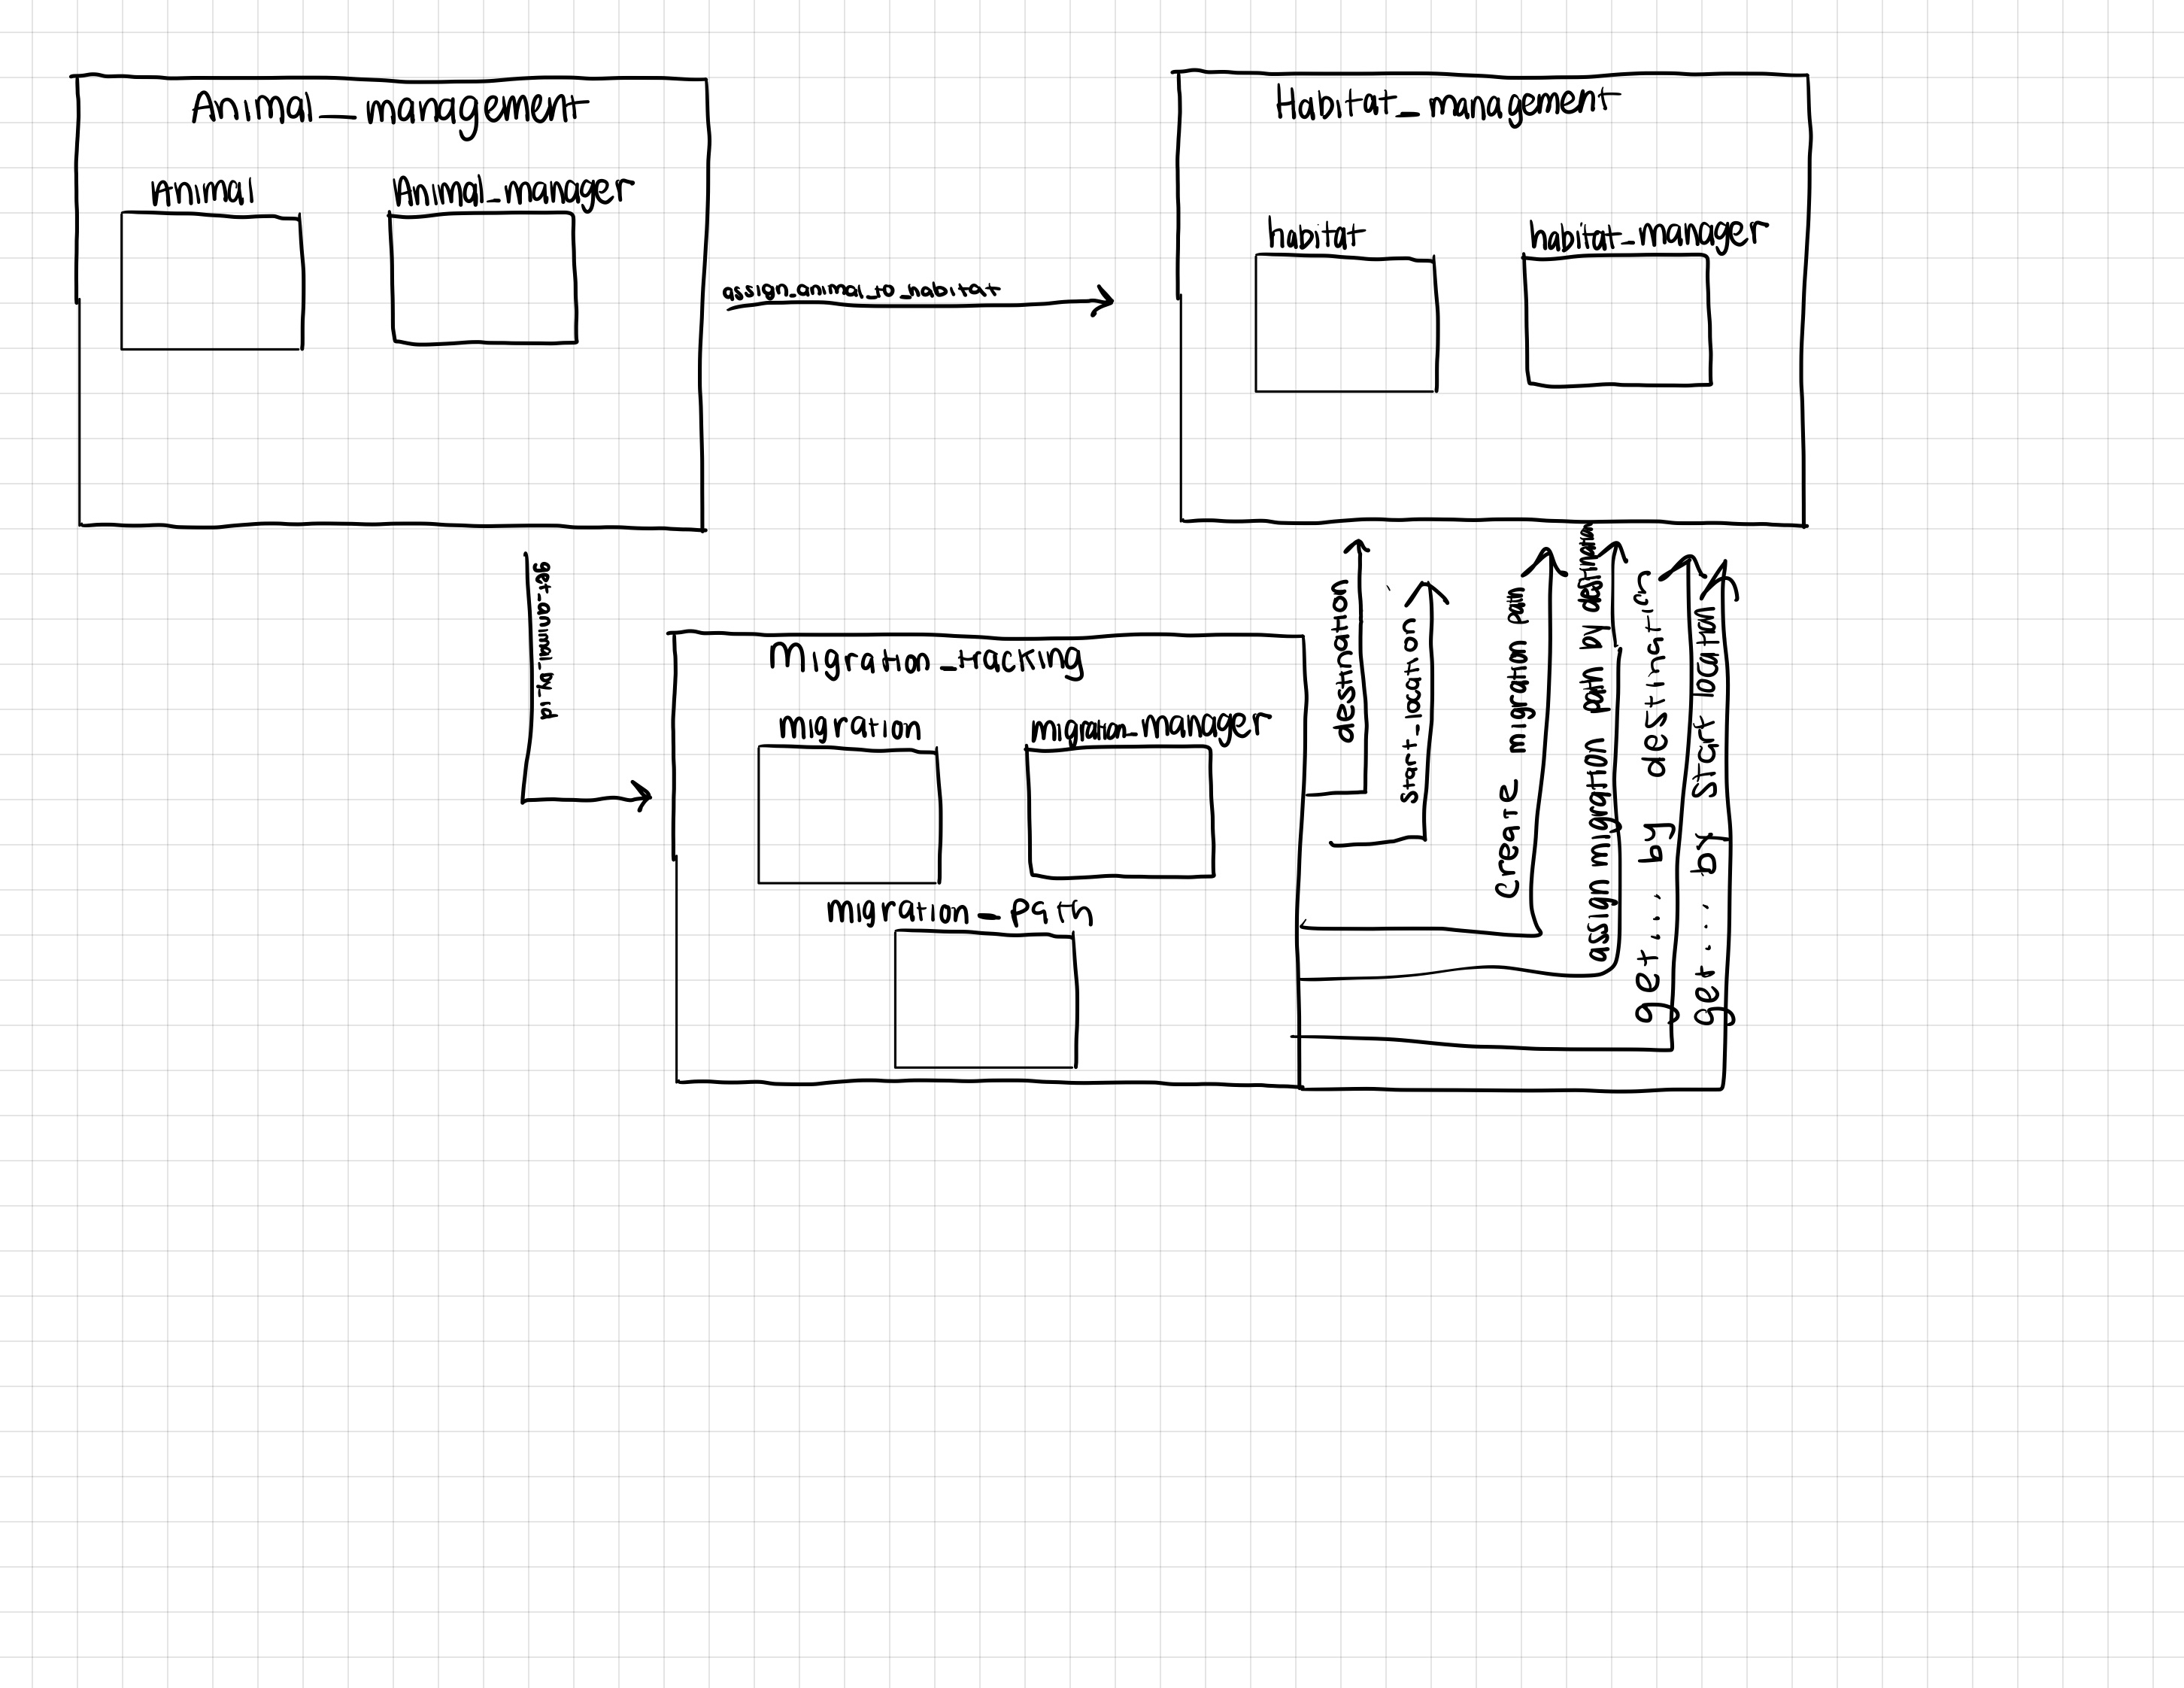 Animal_management
Animal
Animal_manager
assign_animal_to_habitat
Habitat_management
habitat
habitat_manager
get_animal_by_id
Migration_tracking
migration
migration_manager
migration_path
destination
start_location
create migration path
assign migration path by destination
get... by destination
get... by start location